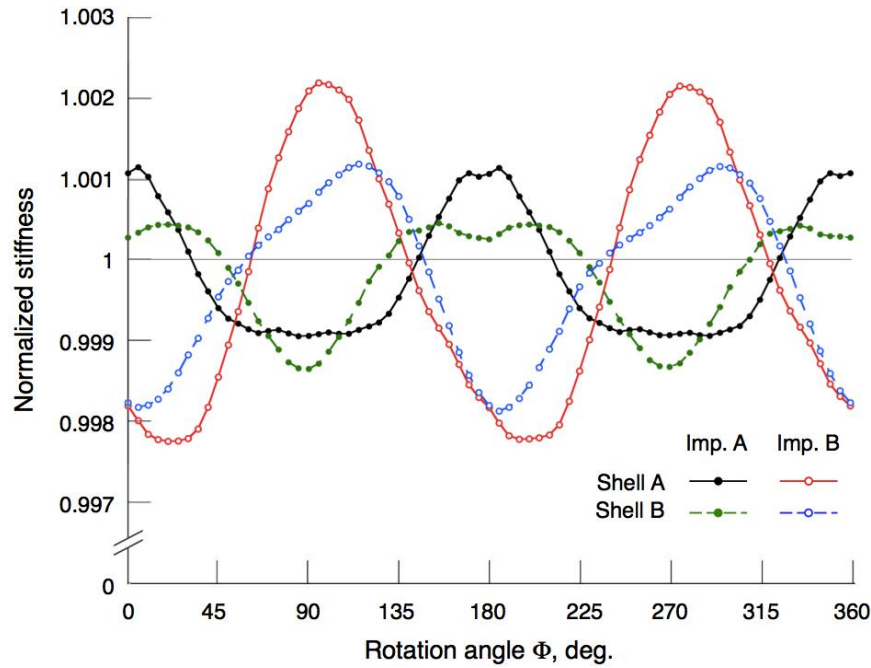 1.003
1.002
1.001
1
0.999
0.998
0.997
0
Normalized stiffness
Imp. A Imp. B
Shell A
Shell B
0 45 90 135 180 225 270 315 360
Rotation angle Φ, deg.